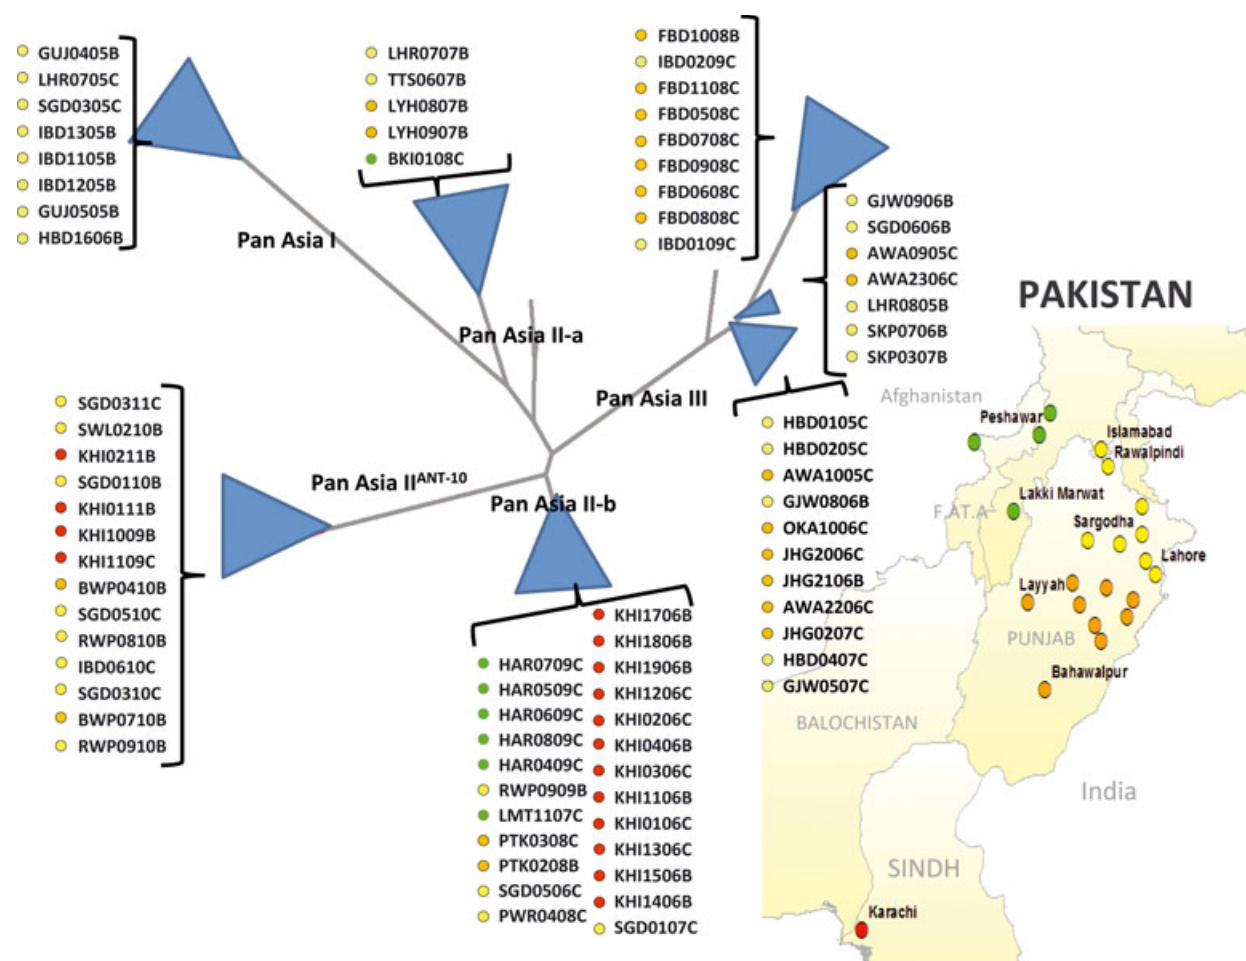 GUJ0405B
LHR0705C
SGD0305C
IBD1305B
IBD1105B
IBD1205B
GUJ0505B
HBD1606B
LHR0707B
TTS0607B
LYH0807B
LYH0907B
BKI0108C
FBD1008B
IBD0209C
FBD1108C
FBD0508C
FBD0708C
FBD0908C
FBD0608C
FBD0808C
IBD0109C
GJW0906B
SGD0606B
AWA0905C
AWA2306C
LHR0805B
SKP0706B
SKP0307B
Pan Asia I
Pan Asia II-a
Pan Asia III
Pan Asia IIANT-10
Pan Asia II-b
SGD0311C
SWL0210B
KHI0211B
SGD0110B
KHI0111B
KHI1009B
KHI1109C
BWP0410B
SGD0510C
RWP0810B
IBD0610C
SGD0310C
BWP0710B
RWP0910B
HAR0709C
HAR0509C
HAR0609C
HAR0809C
HAR0409C
RWP0909B
LMT1107C
PTK0308C
PTK0208B
SGD0506C
PWR0408C
KHI1706B
KHI1806B
KHI1906B
KHI1206C
KHI0206C
KHI0406B
KHI0306C
KHI1106B
KHI0106C
KHI1306C
KHI1506B
KHI1406B
SGD0107C
HBD0105C
HBD0205C
AWA1005C
GJW0806B
OKA1006C
JHG2006C
JHG2106B
AWA2206C
JHG0207C
HBD0407C
GJW0507C
PAKISTAN
Afghanistan
Peshawar
Islamabad
Rawalpindi
Lakki Marwat
F.A.T.A
Sargodha
Lahore
Layyah
PUNJAB
Bahawalpur
BALOCHISTAN
India
SINDH
Karachi